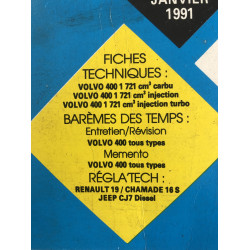 JANVIER
1991
FICHES
TECHNIQUES :
VOLVO 400 1 721 cm³ carbu
VOLVO 400 1 721 cm³ injection
VOLVO 400 1 721 cm³ injection turbo
BARÈMES DES TEMPS :
Entretien/Révision
VOLVO 400 tous types
Memento
VOLVO 400 tous types
RÉGLATECH :
RENAULT 19 / CHAMADE 16 S
JEEP CJ7 Diesel